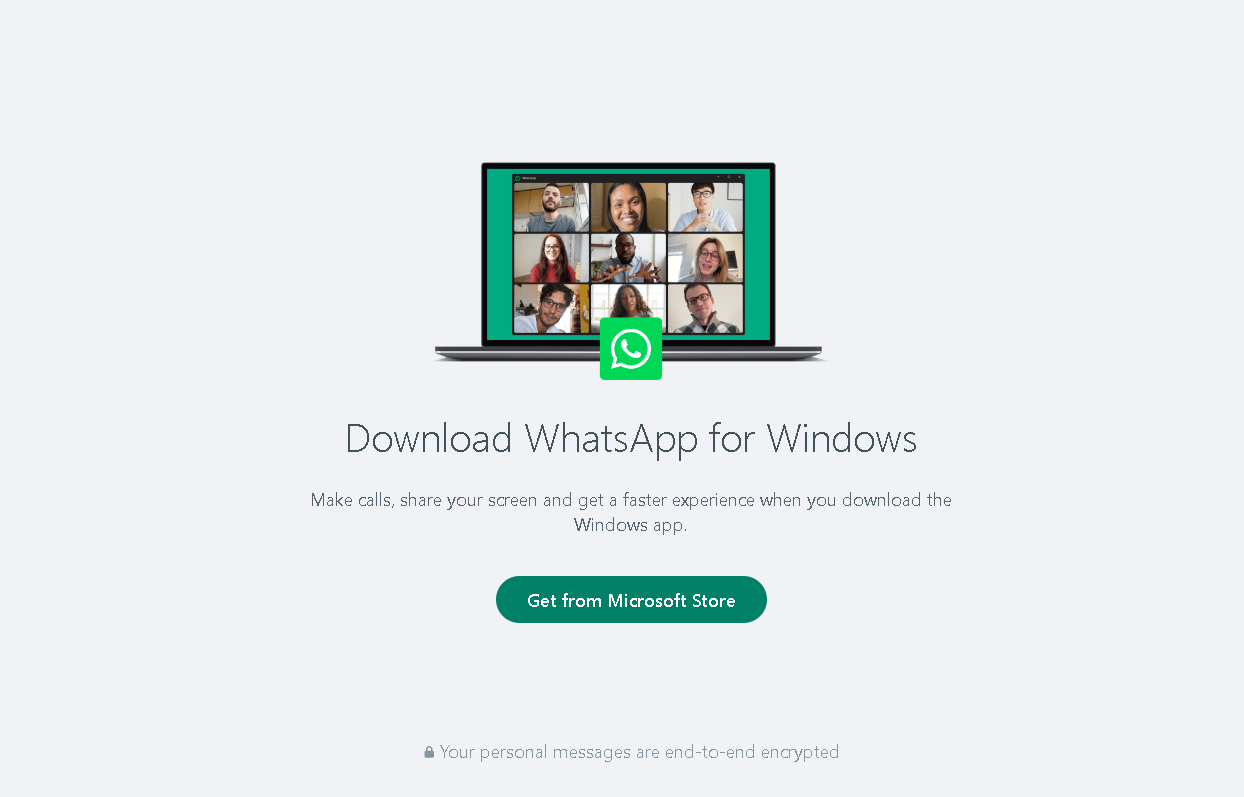 WhatsApp
Download WhatsApp for Windows
Make calls, share your screen and get a faster experience when you download the
Windows app.
Get from Microsoft Store
Your personal messages are end-to-end encrypted